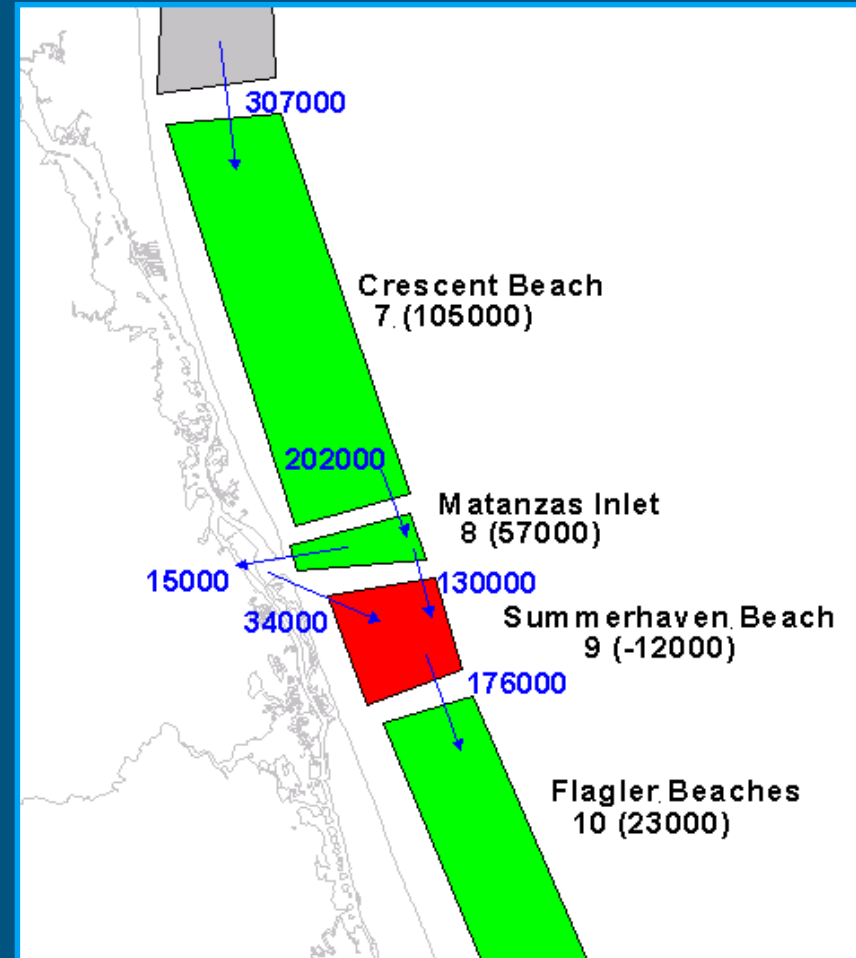 307000
Crescent Beach
7 (105000)
202000
Matanzas Inlet
8 (57000)
15000
130000
34000
Summerhaven Beach
9 (-12000)
176000
Flagler Beaches
10 (23000)